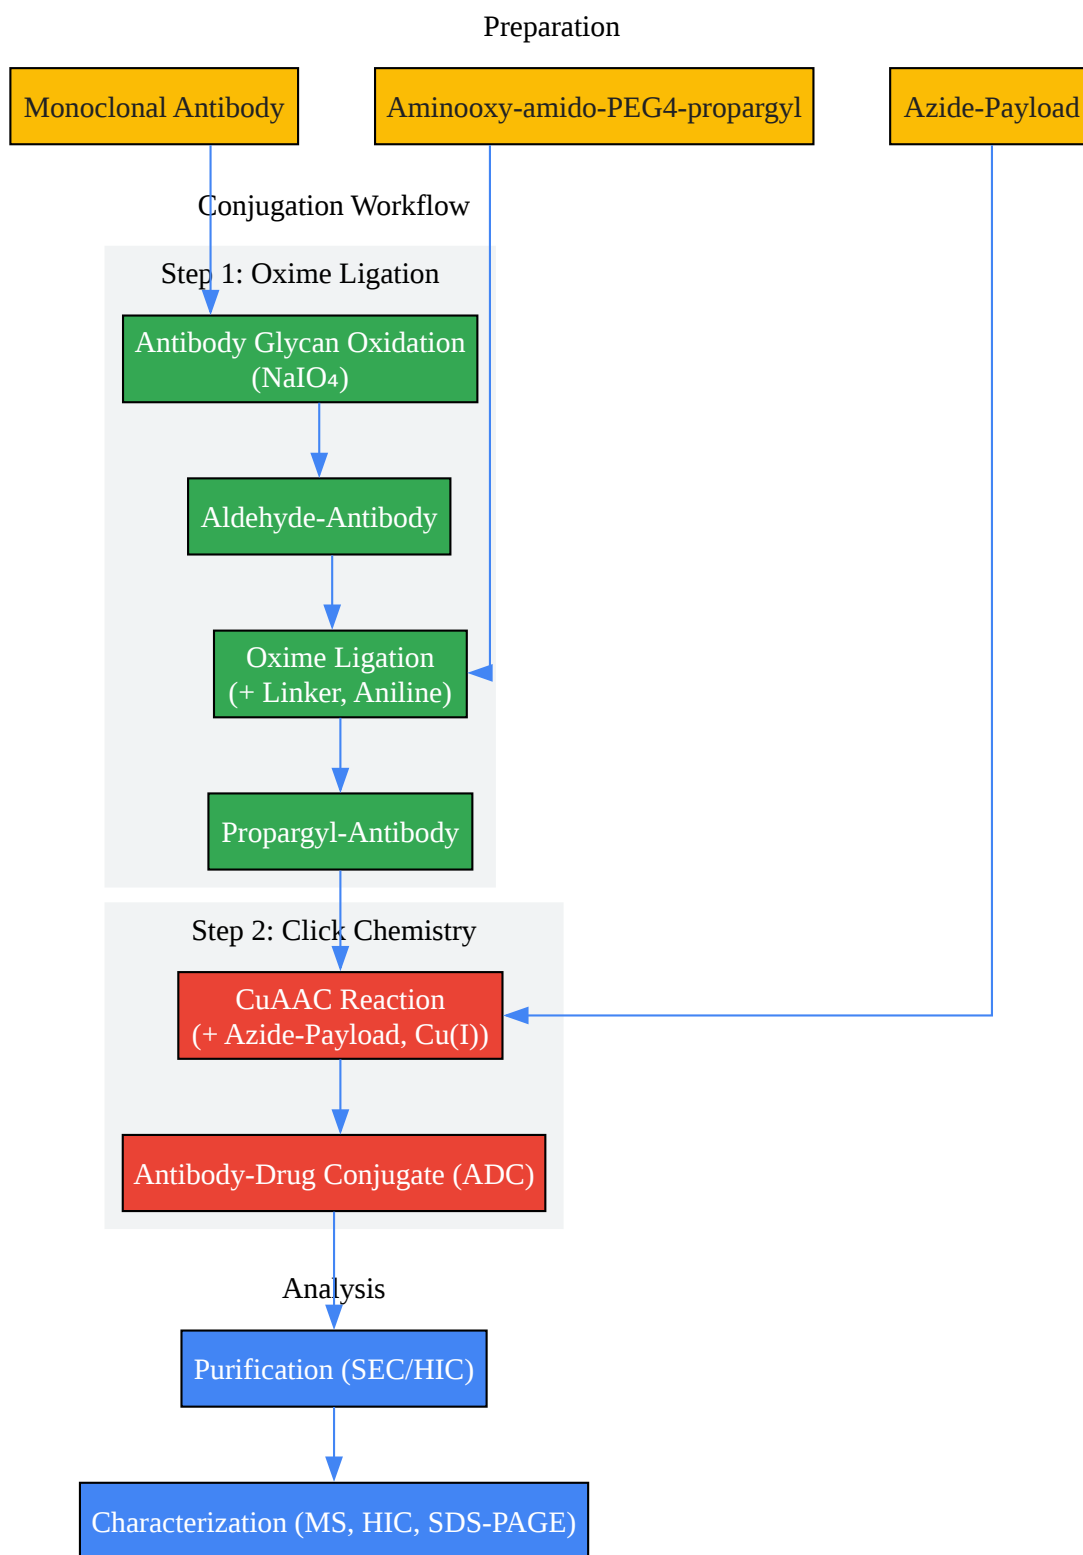 Preparation
Monoclonal Antibody
Aminooxy-amido-PEG4-propargyl
Azide-Payload
Conjugation Workflow
Step 1: Oxime Ligation
Antibody Glycan Oxidation
(NaIO₄)
Aldehyde-Antibody
Oxime Ligation
(+ Linker, Aniline)
Propargyl-Antibody
Step 2: Click Chemistry
CuAAC Reaction
(+ Azide-Payload, Cu(I))
Antibody-Drug Conjugate (ADC)
Analysis
Purification (SEC/HIC)
Characterization (MS, HIC, SDS-PAGE)